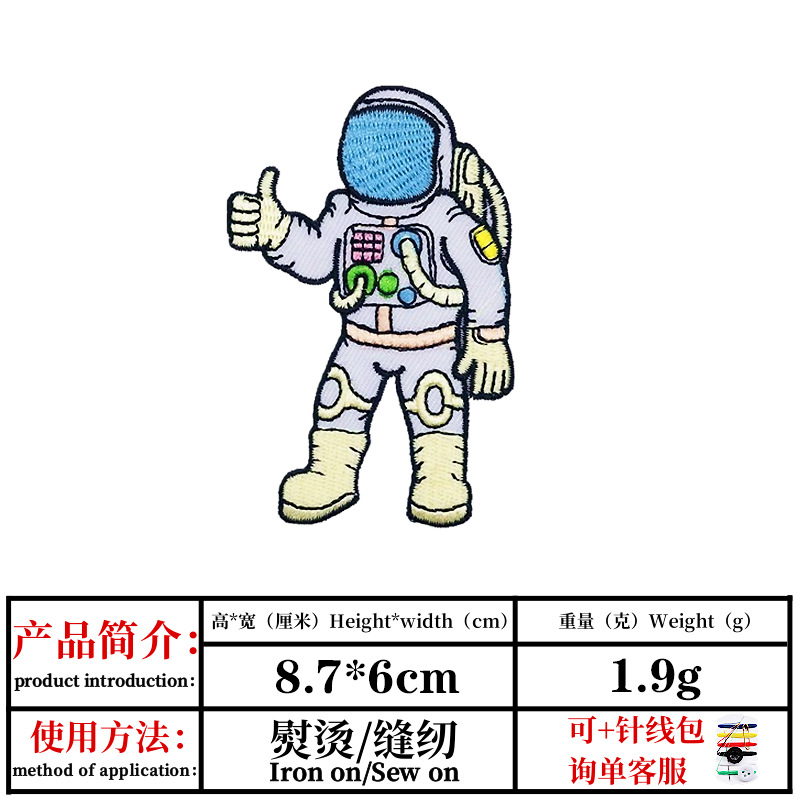 产品简介：
product introduction：
高*宽（厘米）Height*width（cm）
8.7*6cm
重量（克）Weight（g）
1.9g
使用方法：
method of application：
熨烫/缝纫
Iron on/Sew on
可+针线包
询单客服